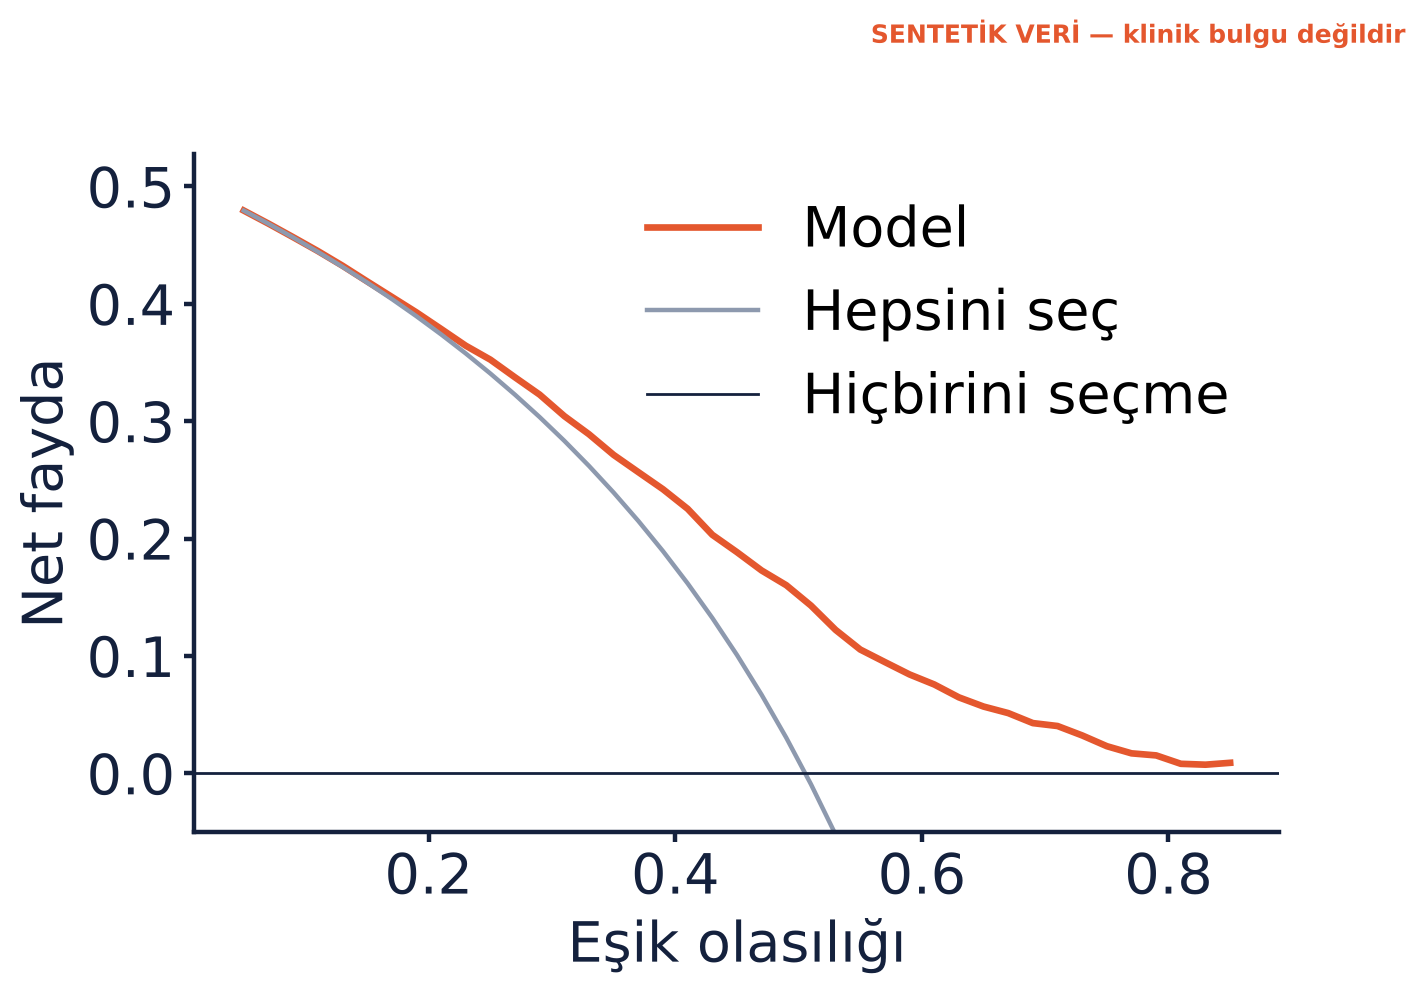 SENTETİK VERİ — klinik bulgu değildir
Model
Hepsini seç
Hiçbirini seçme
Net fayda
0.5
0.4
0.3
0.2
0.1
0.0
0.2
0.4
0.6
0.8
Eşik olasılığı